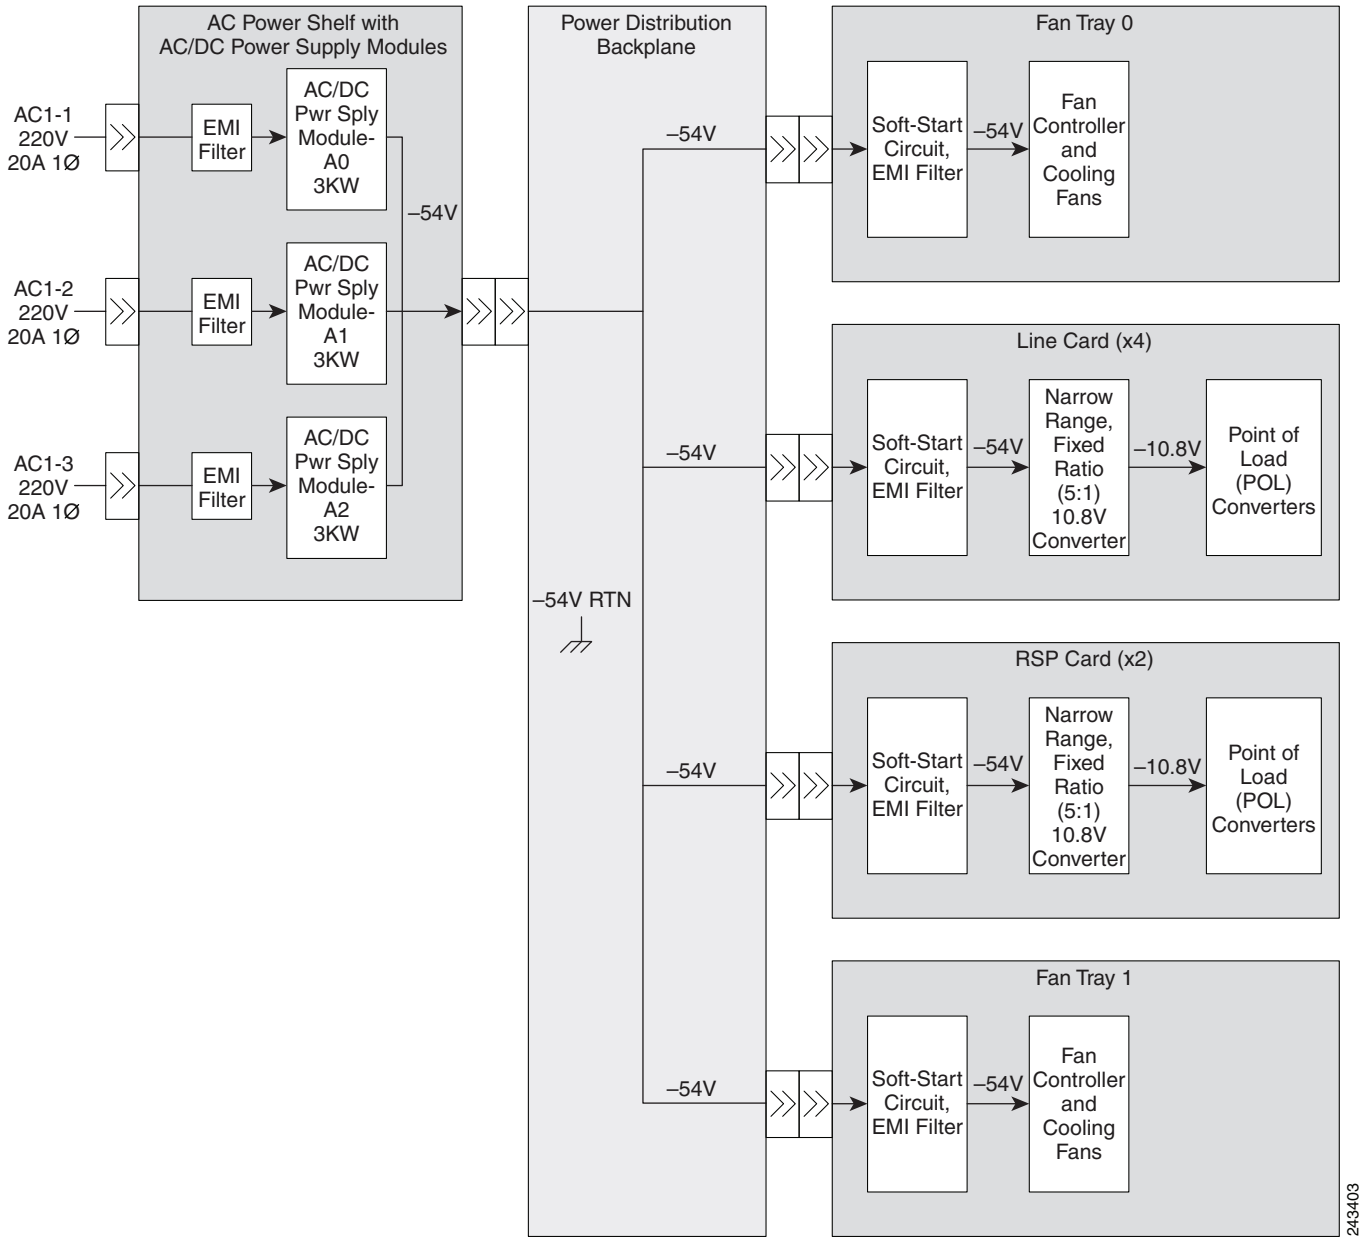 AC Power Shelf with
AC/DC Power Supply Modules
AC1-1
220V
20A 1Ø
EMI
Filter
AC/DC
Pwr Sply
Module-
A0
3KW
–54V
AC1-2
220V
20A 1Ø
EMI
Filter
AC/DC
Pwr Sply
Module-
A1
3KW
AC1-3
220V
20A 1Ø
EMI
Filter
AC/DC
Pwr Sply
Module-
A2
3KW
Power Distribution
Backplane
–54V
–54V
–54V RTN
–54V
–54V
Fan Tray 0
Soft-Start
Circuit,
EMI Filter
–54V
Fan
Controller
and
Cooling
Fans
Line Card (x4)
Soft-Start
Circuit,
EMI Filter
–54V
Narrow
Range,
Fixed
Ratio
(5:1)
10.8V
Converter
–10.8V
Point of
Load
(POL)
Converters
RSP Card (x2)
Soft-Start
Circuit,
EMI Filter
–54V
Narrow
Range,
Fixed
Ratio
(5:1)
10.8V
Converter
–10.8V
Point of
Load
(POL)
Converters
Fan Tray 1
Soft-Start
Circuit,
EMI Filter
–54V
Fan
Controller
and
Cooling
Fans
243403